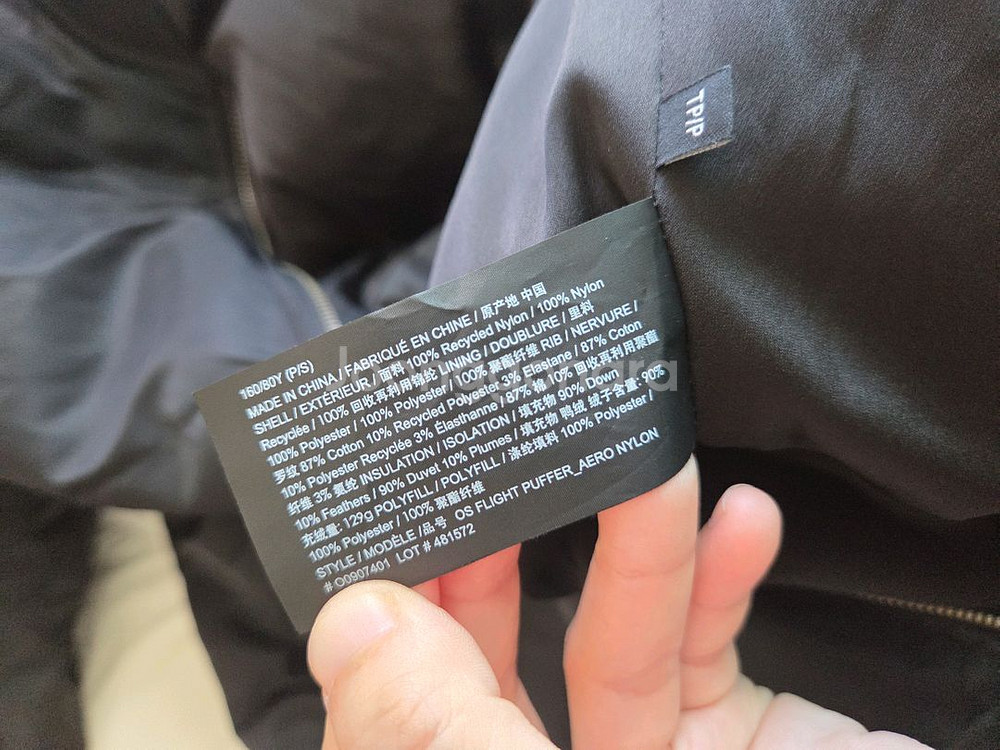 TP/P
160/80Y (P/S)
MADE IN CHINA / FABRIQUÉ EN CHINE / 原产地 中国
SHELL / EXTÉRIEUR / 面料 100% Recycled Nylon / 100% Nylon
Recyclée / 100% 回收再利用锦纶 LINING / DOUBLURE / 里料
100% Polyester / 100% Polyester / 100% 聚酯纤维 RIB / NERVURE /
罗纹 87% Cotton 10% Recycled Polyester 3% Elastane / 87% Coton
10% Polyester Recyclée 3% Élasthanne / 87% 棉 10% 回收再利用聚酯
纤维 3% 氨纶 INSULATION / ISOLATION / 填充物 90% Down
10% Feathers / 90% Duvet 10% Plumes / 填充物 鸭绒 绒子含量: 90%
充绒量: 129g POLYFILL / POLYFILL / 涤纶填料 100% Polyester /
100% Polyester / 100% 聚酯纤维
STYLE / MODÈLE / 品号 OS FLIGHT PUFFER_AERO NYLON
# O0907401 LOT # 481572